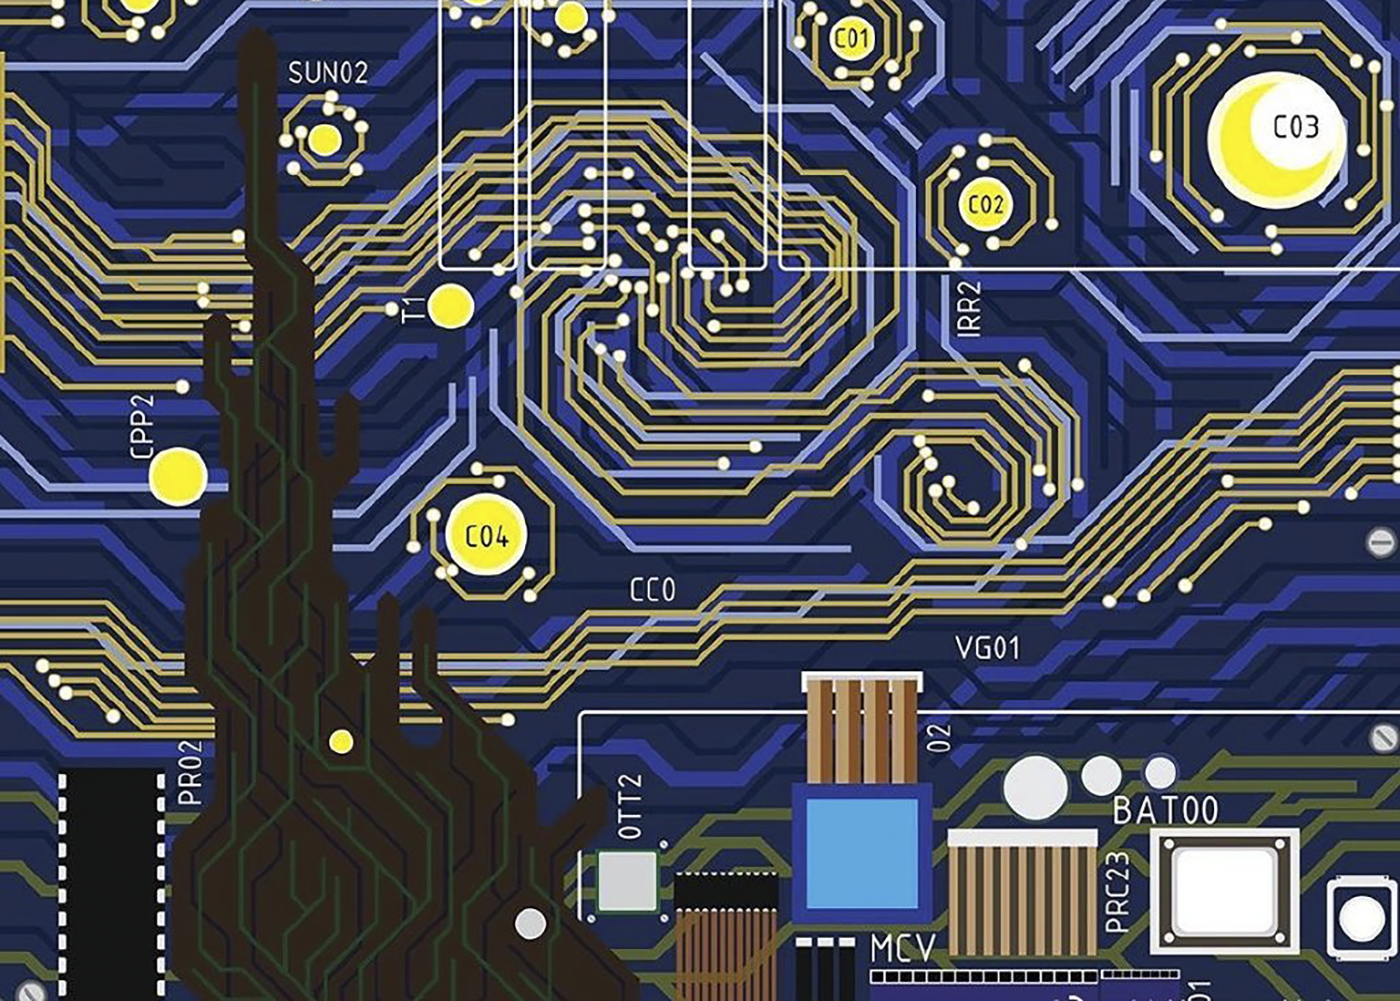 C01
SUN02
C03
C02
T1
IRR2
CPP2
C04
CC0
VG01
02
PR02
OTT2
BAT00
PRC23
MCV